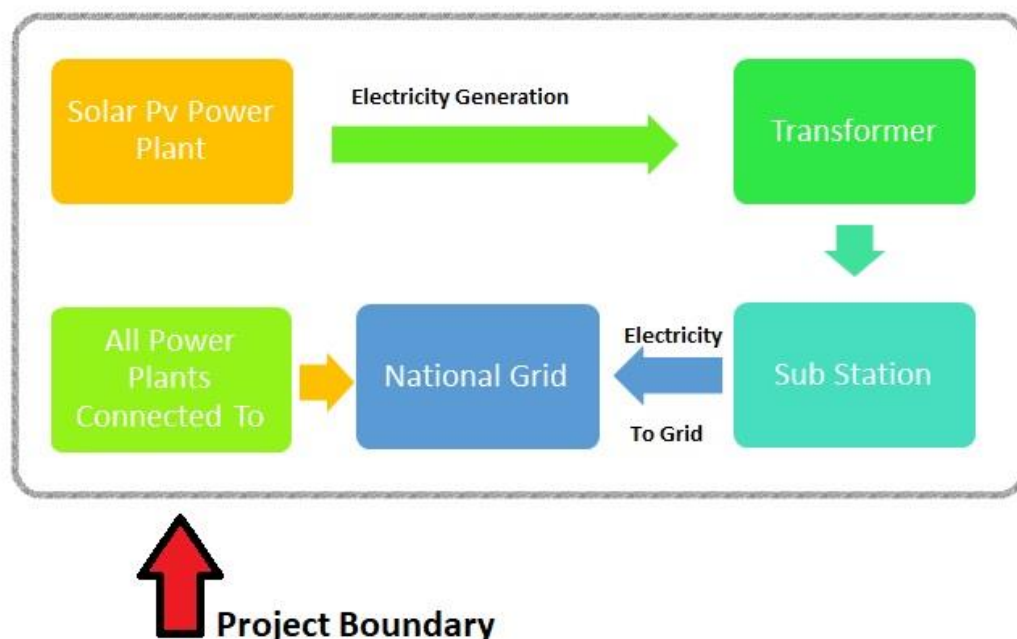 Solar Pv Power
Plant
Electricity Generation
Transformer
All Power
Plants
Connected To
National Grid
Electricity
To Grid
Sub Station
Project Boundary